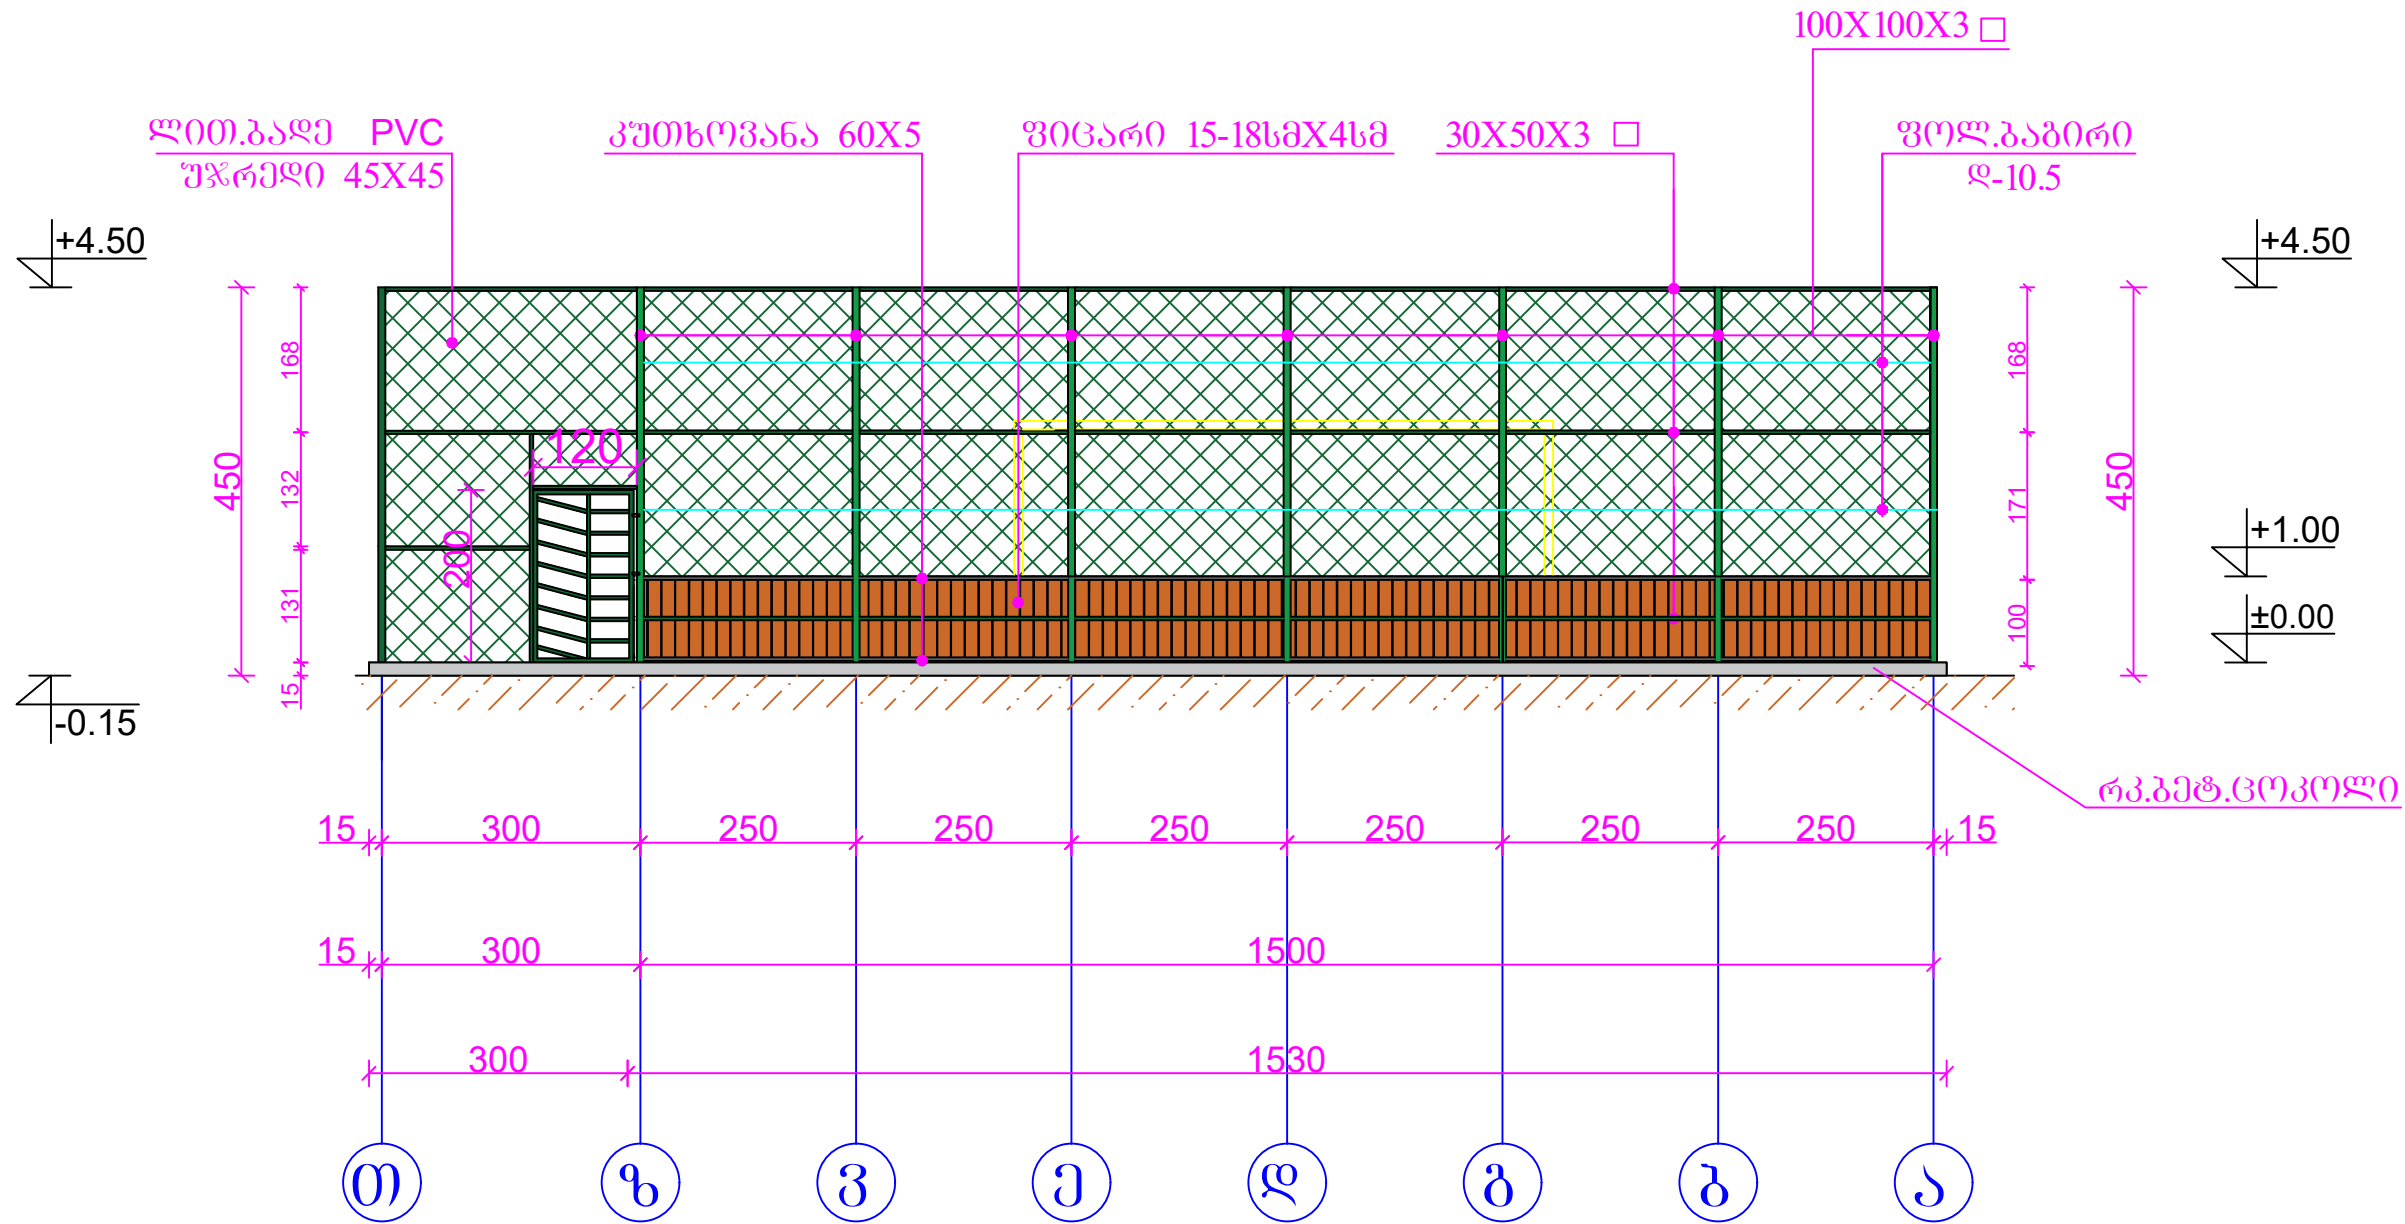 100X100X3
ლით.ბადე PVC
უჯრედი 45X45
კუთხოვანა 60X5
ფიცარი 15-18სმX4სმ
30X50X3
ფოლ.ბაგირი
დ-10.5
+4.50
+4.50
168
132
131
15
450
120
200
168
171
100
450
+1.00
±0.00
-0.15
რკ.ბეტ.ცოკოლი
15 300 250 250 250 250 250 250 15
15 300 1500
300 1530
თ ზ ვ ე დ გ ბ ა